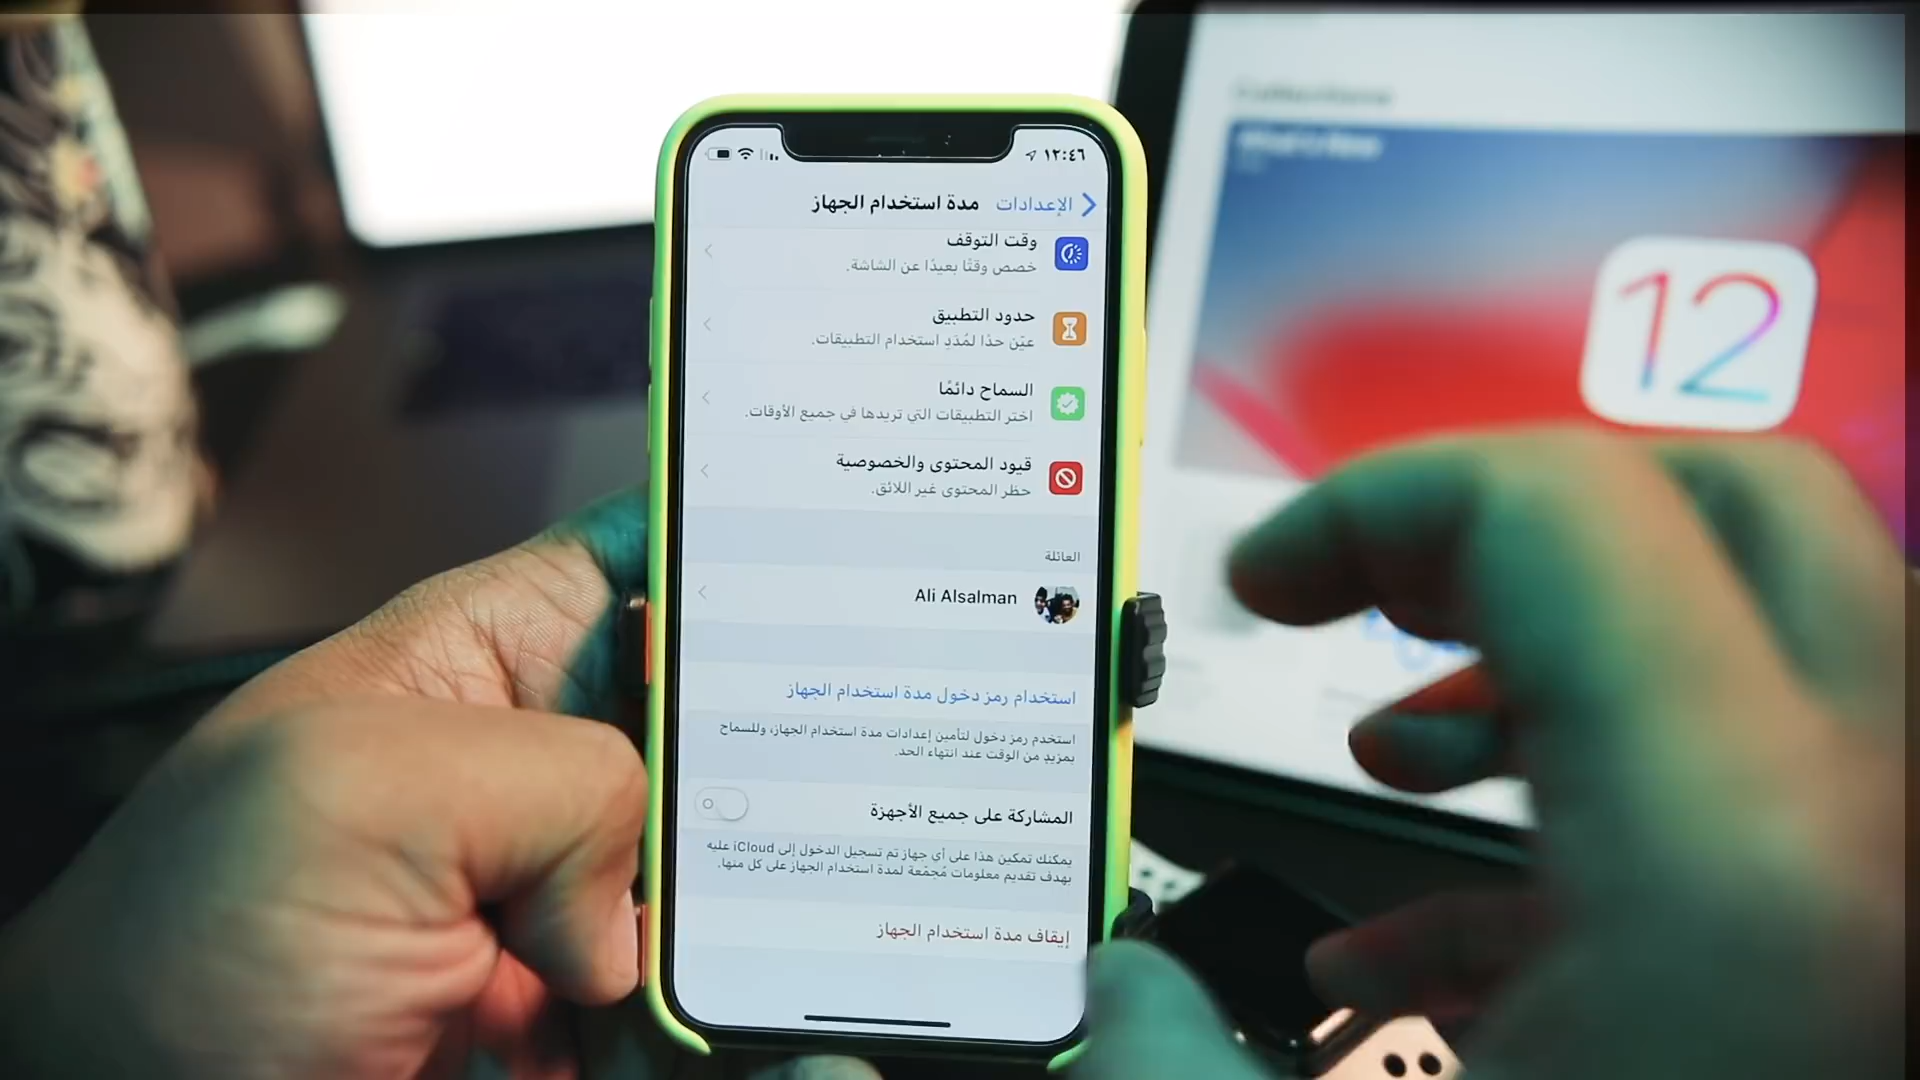 ١٢:٤٦
الإعدادات
مدة استخدام الجهاز
وقت التوقف
خصص وقتًا بعيدًا عن الشاشة.
حدود التطبيق
عيّن حدًا لمُدَدِ استخدام التطبيقات.
السماح دائمًا
اختر التطبيقات التي تريدها في جميع الأوقات.
قيود المحتوى والخصوصية
حظر المحتوى غير اللائق.
العائلة
Ali Alsalman
استخدام رمز دخول مدة استخدام الجهاز
استخدم رمز دخول لتأمين إعدادات مدة استخدام الجهاز، وللسماح
بمزيدٍ من الوقت عند انتهاء الحد.
المشاركة على جميع الأجهزة
يمكنك تمكين هذا على أي جهاز تم تسجيل الدخول إلى iCloud عليه
بهدف تقديم معلومات مُجمّعة لمدة استخدام الجهاز على كل منها.
إيقاف مدة استخدام الجهاز
What's New
12